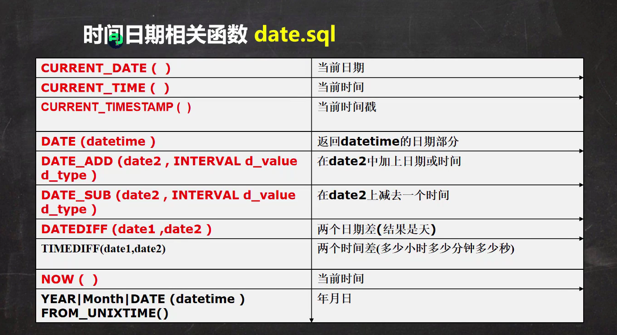 时间日期相关函数 date.sql
CURRENT_DATE ( )
当前日期
CURRENT_TIME ( )
当前时间
CURRENT_TIMESTAMP ( )
当前时间戳
DATE (datetime )
返回datetime的日期部分
DATE_ADD (date2 , INTERVAL d_value
d_type )
在date2中加上日期或时间
DATE_SUB (date2 , INTERVAL d_value
d_type )
在date2上减去一个时间
DATEDIFF (date1 ,date2 )
两个日期差(结果是天)
TIMEDIFF(date1,date2)
两个时间差(多少小时多少分钟多少秒)
NOW ( )
当前时间
YEAR|Month|DATE (datetime )
FROM_UNIXTIME()
年月日